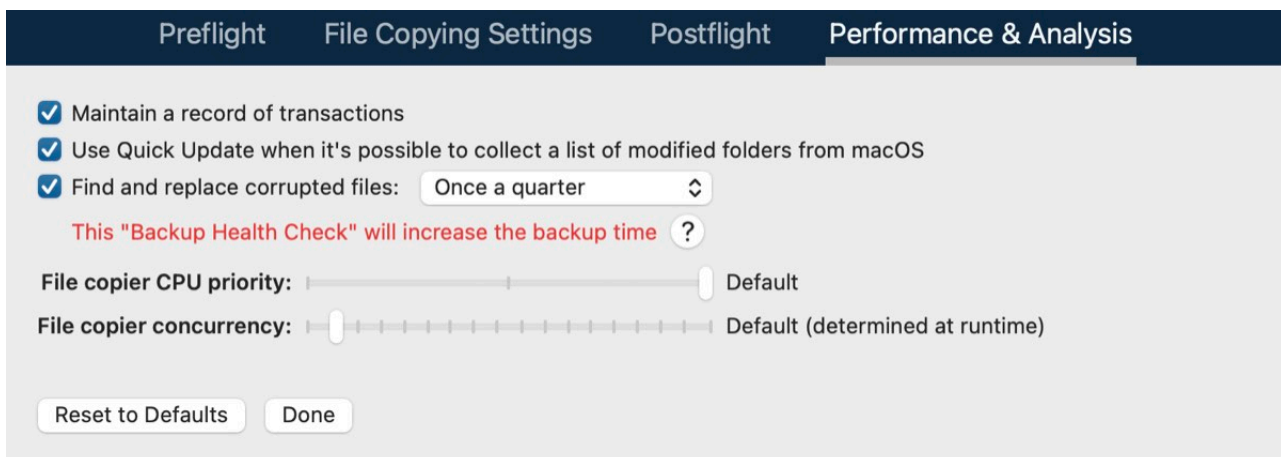 Preflight File Copying Settings Postflight Performance & Analysis
Maintain a record of transactions
Use Quick Update when it's possible to collect a list of modified folders from macOS
Find and replace corrupted files: Once a quarter
This "Backup Health Check" will increase the backup time ?
File copier CPU priority: Default
File copier concurrency: Default (determined at runtime)
Reset to Defaults Done